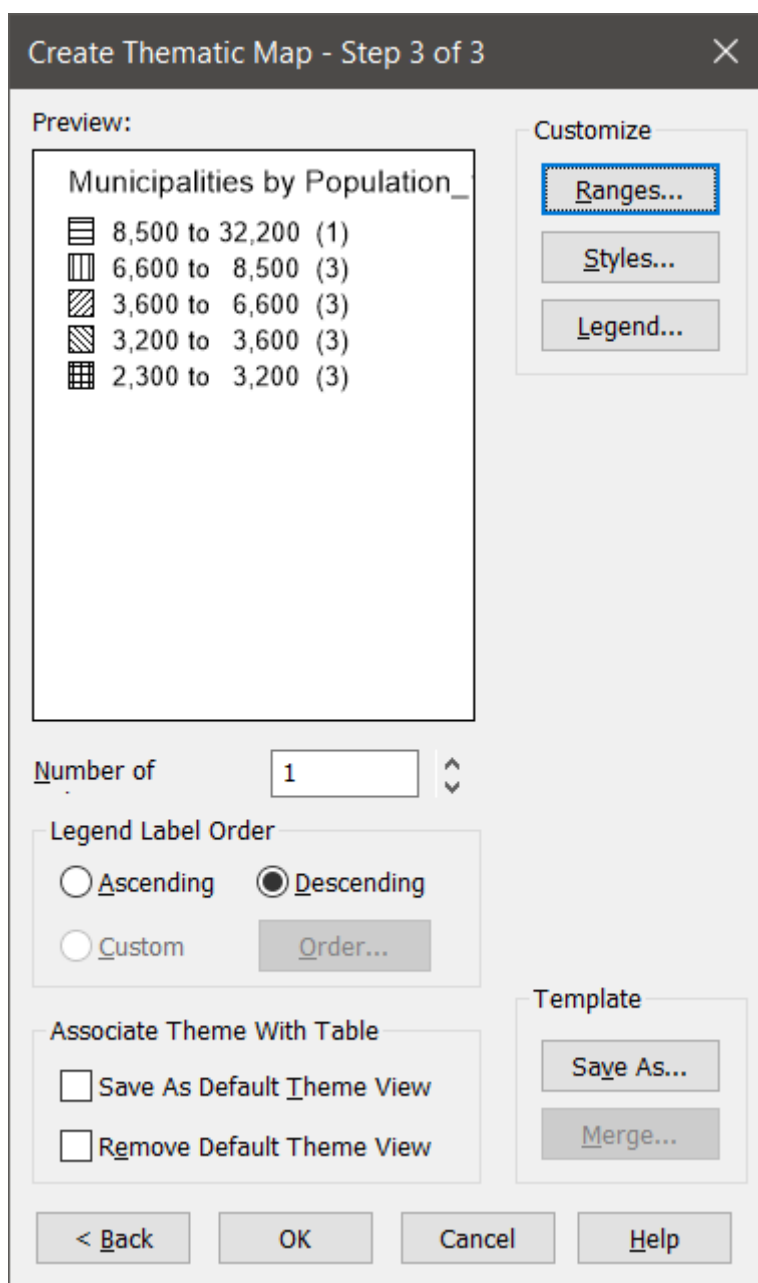 Create Thematic Map - Step 3 of 3
Preview:
Municipalities by Population_
8,500 to 32,200 (1)
6,600 to 8,500 (3)
3,600 to 6,600 (3)
3,200 to 3,600 (3)
2,300 to 3,200 (3)
Customize
Ranges...
Styles...
Legend...
Number of
1
Legend Label Order
Ascending
Descending
Custom
Order...
Associate Theme With Table
Save As Default Theme View
Remove Default Theme View
Template
Save As...
Merge...
< Back
OK
Cancel
Help